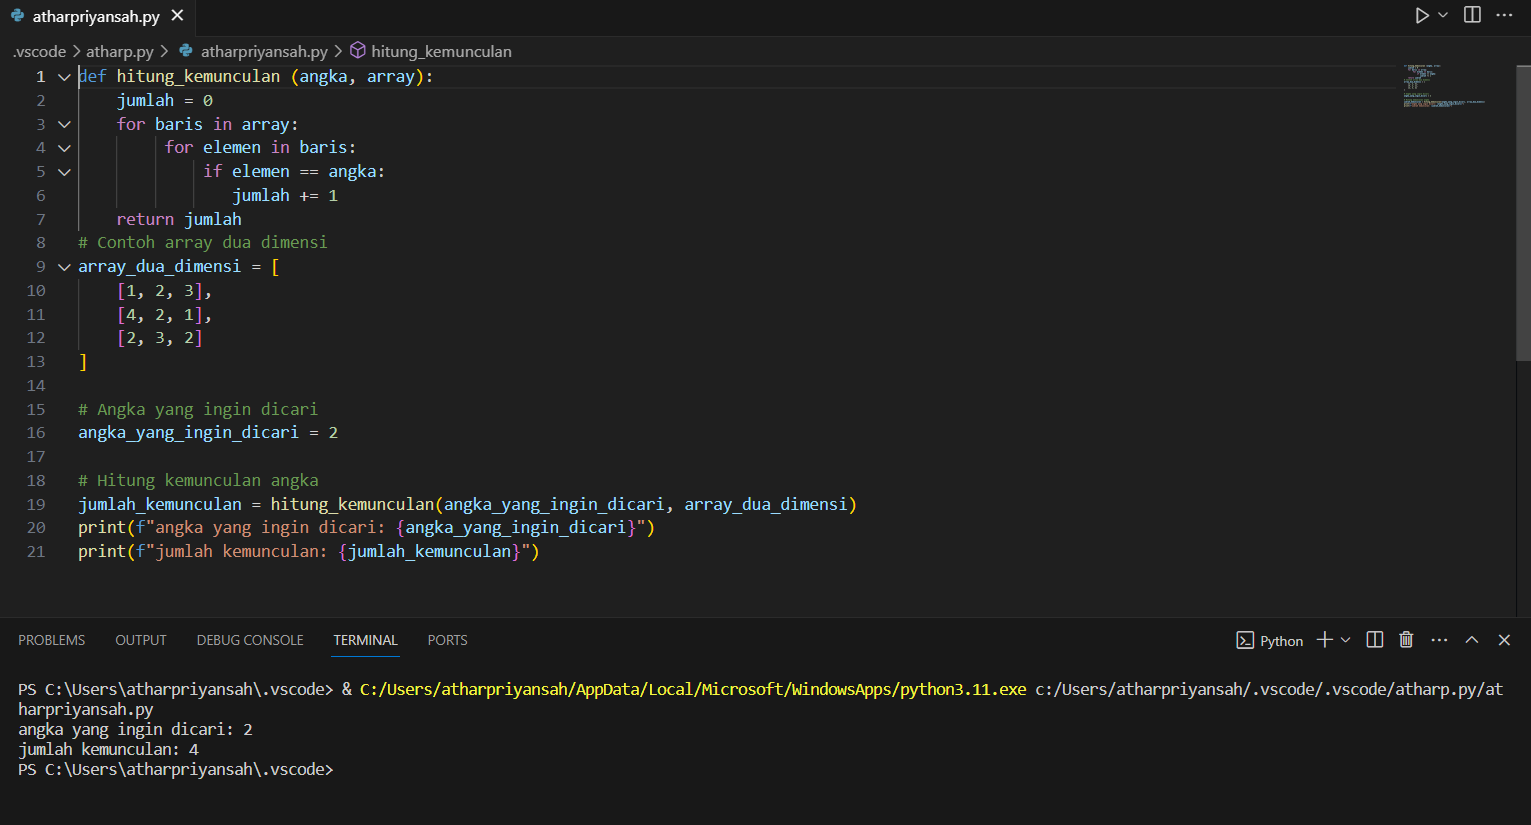 atharpriyansah.py
.vscode > atharp.py > atharpriyansah.py > hitung_kemunculan
1 def hitung_kemunculan (angka, array):
2     jumlah = 0
3     for baris in array:
4          for elemen in baris:
5              if elemen == angka:
6                 jumlah += 1
7     return jumlah
8 # Contoh array dua dimensi
9 array_dua_dimensi = [
10     [1, 2, 3],
11     [4, 2, 1],
12     [2, 3, 2]
13 ]
14
15 # Angka yang ingin dicari
16 angka_yang_ingin_dicari = 2
17
18 # Hitung kemunculan angka
19 jumlah_kemunculan = hitung_kemunculan(angka_yang_ingin_dicari, array_dua_dimensi)
20 print(f"angka yang ingin dicari: {angka_yang_ingin_dicari}")
21 print(f"jumlah kemunculan: {jumlah_kemunculan}")
PROBLEMS OUTPUT DEBUG CONSOLE TERMINAL PORTS Python
PS C:\Users\atharpriyansah\.vscode> & C:/Users/atharpriyansah/AppData/Local/Microsoft/WindowsApps/python3.11.exe c:/Users/atharpriyansah/.vscode/.vscode/atharp.py/at
harpriyansah.py
angka yang ingin dicari: 2
jumlah kemunculan: 4
PS C:\Users\atharpriyansah\.vscode>